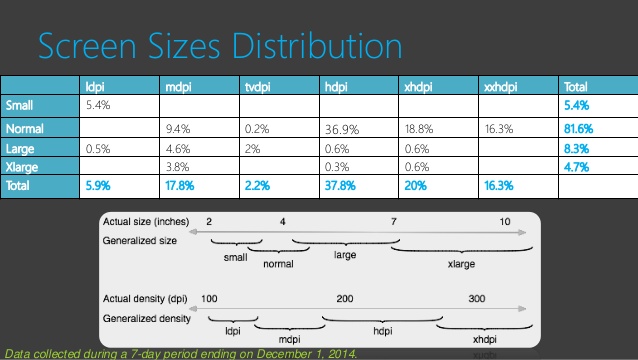 Screen Sizes Distribution
ldpi mdpi tvdpi hdpi xhdpi xxhdpi Total
Small 5.4% 5.4%
Normal 9.4% 0.2% 36.9% 18.8% 16.3% 81.6%
Large 0.5% 4.6% 2% 0.6% 0.6% 8.3%
Xlarge 3.8% 0.3% 0.6% 4.7%
Total 5.9% 17.8% 2.2% 37.8% 20% 16.3%
Actual size (inches) 2 4 7 10
Generalized size
small normal large xlarge
Actual density (dpi) 100 200 300
Generalized density
ldpi mdpi hdpi xhdpi
Data collected during a 7-day period ending on December 1, 2014.